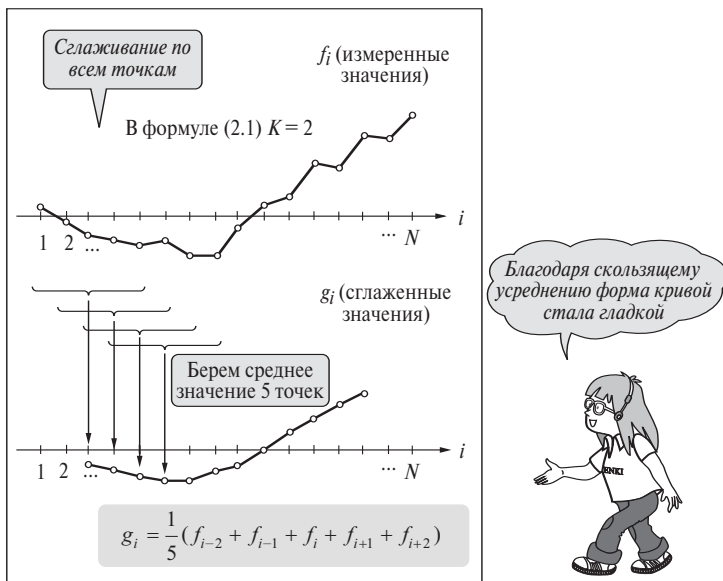 Сглаживание по
всем точкам
f_i (измеренные
значения)
В формуле (2.1) K = 2
1 2 ... ... N i
g_i (сглаженные
значения)
Берем среднее
значение 5 точек
1 2 ... ... N i
g_i = 1/5 (f_{i–2} + f_{i–1} + f_i + f_{i+1} + f_{i+2})
Благодаря скользящему
усреднению форма кривой
стала гладкой
ENKI